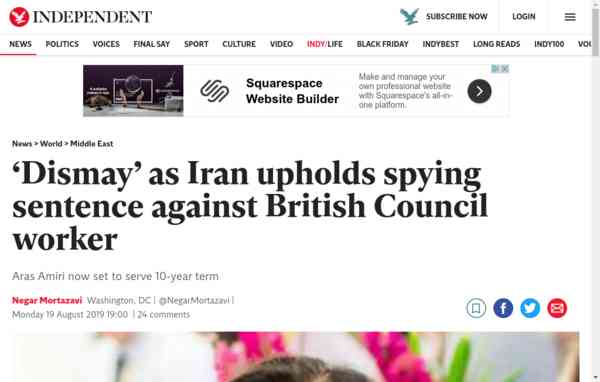 INDEPENDENT
SUBSCRIBE NOW
LOGIN
NEWS POLITICS VOICES FINAL SAY SPORT CULTURE VIDEO INDY/LIFE BLACK FRIDAY INDYBEST LONG READS INDY100 VOU
Squarespace
Website Builder
Make and manage your
own professional website
with Squarespace's all-in-
one platform.
News > World > Middle East
‘Dismay’ as Iran upholds spying
sentence against British Council
worker
Aras Amiri now set to serve 10-year term
Negar Mortazavi Washington, DC | @NegarMortazavi |
Monday 19 August 2019 19:00 | 24 comments